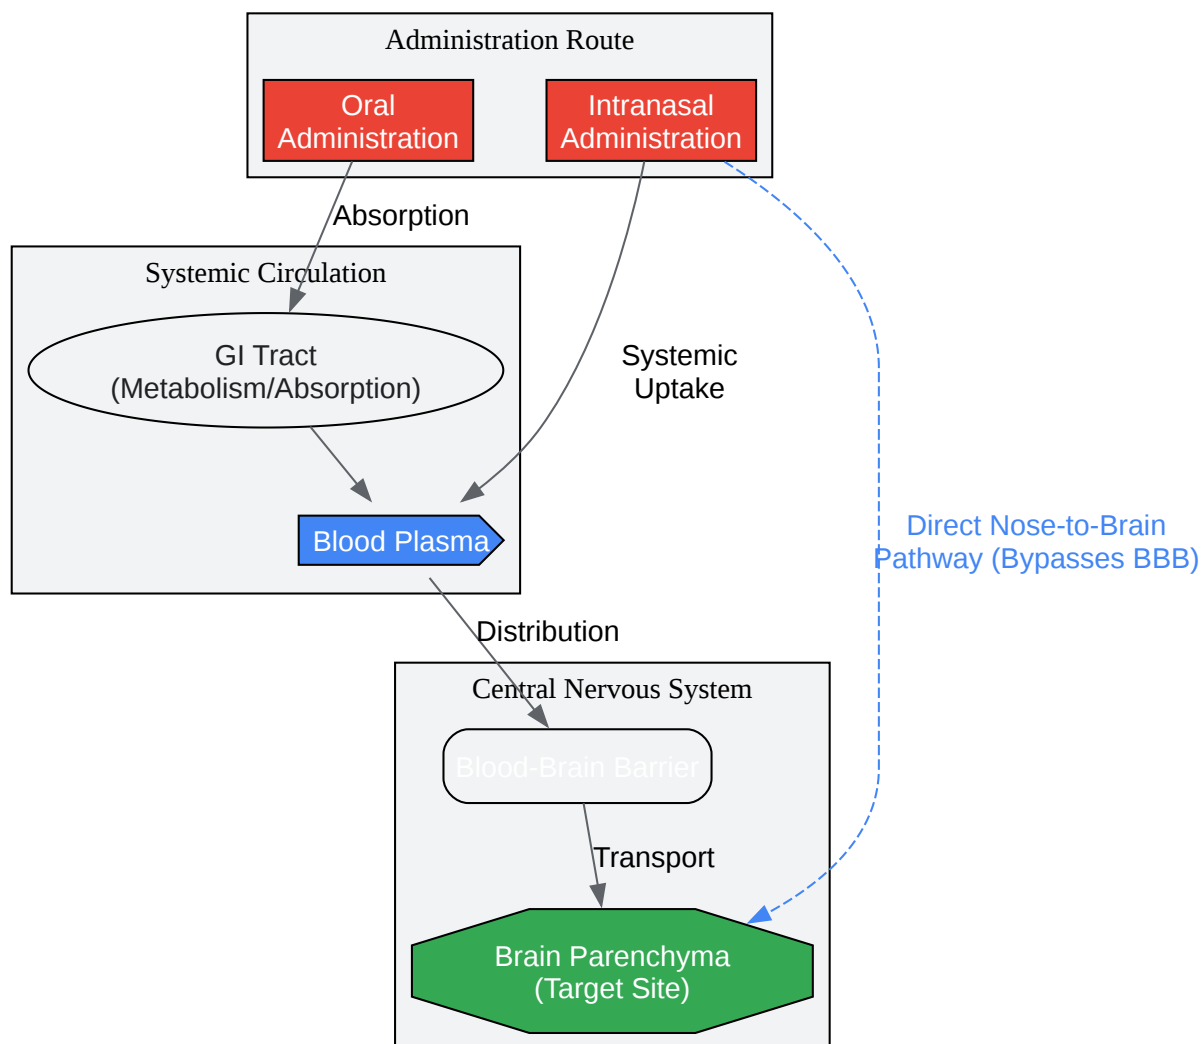 Administration Route
Oral
Administration
Intranasal
Administration
Absorption
Systemic Circulation
GI Tract
(Metabolism/Absorption)
Systemic
Uptake
Blood Plasma
Direct Nose-to-Brain
Pathway (Bypasses BBB)
Distribution
Central Nervous System
Blood-Brain Barrier
Transport
Brain Parenchyma
(Target Site)